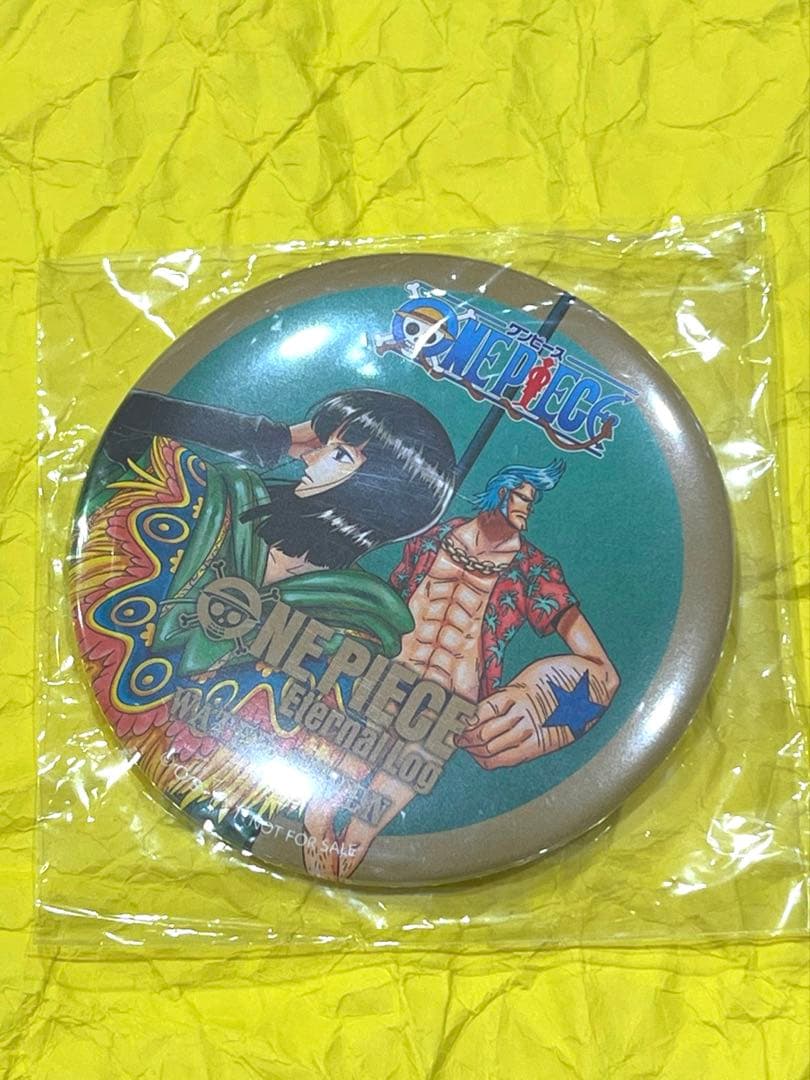 ワンピース
ONE PIECE
ONE PIECE
Eternal Log
NOT FOR SALE